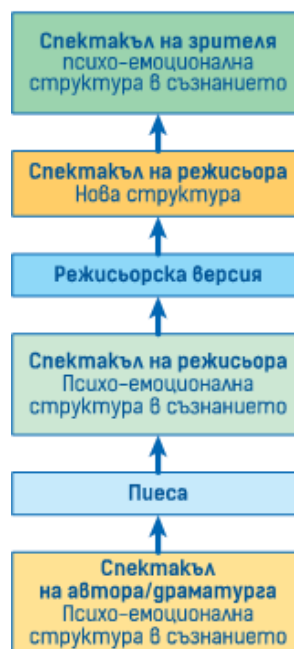 Спектакъл на зрителя
психо-емоционална
структура в съзнанието
Спектакъл на режисьора
Нова структура
Режисьорска версия
Спектакъл на режисьора
Психо-емоционална
структура в съзнанието
Пиеса
Спектакъл
на автора/драматурга
Психо-емоционална
структура в съзнанието